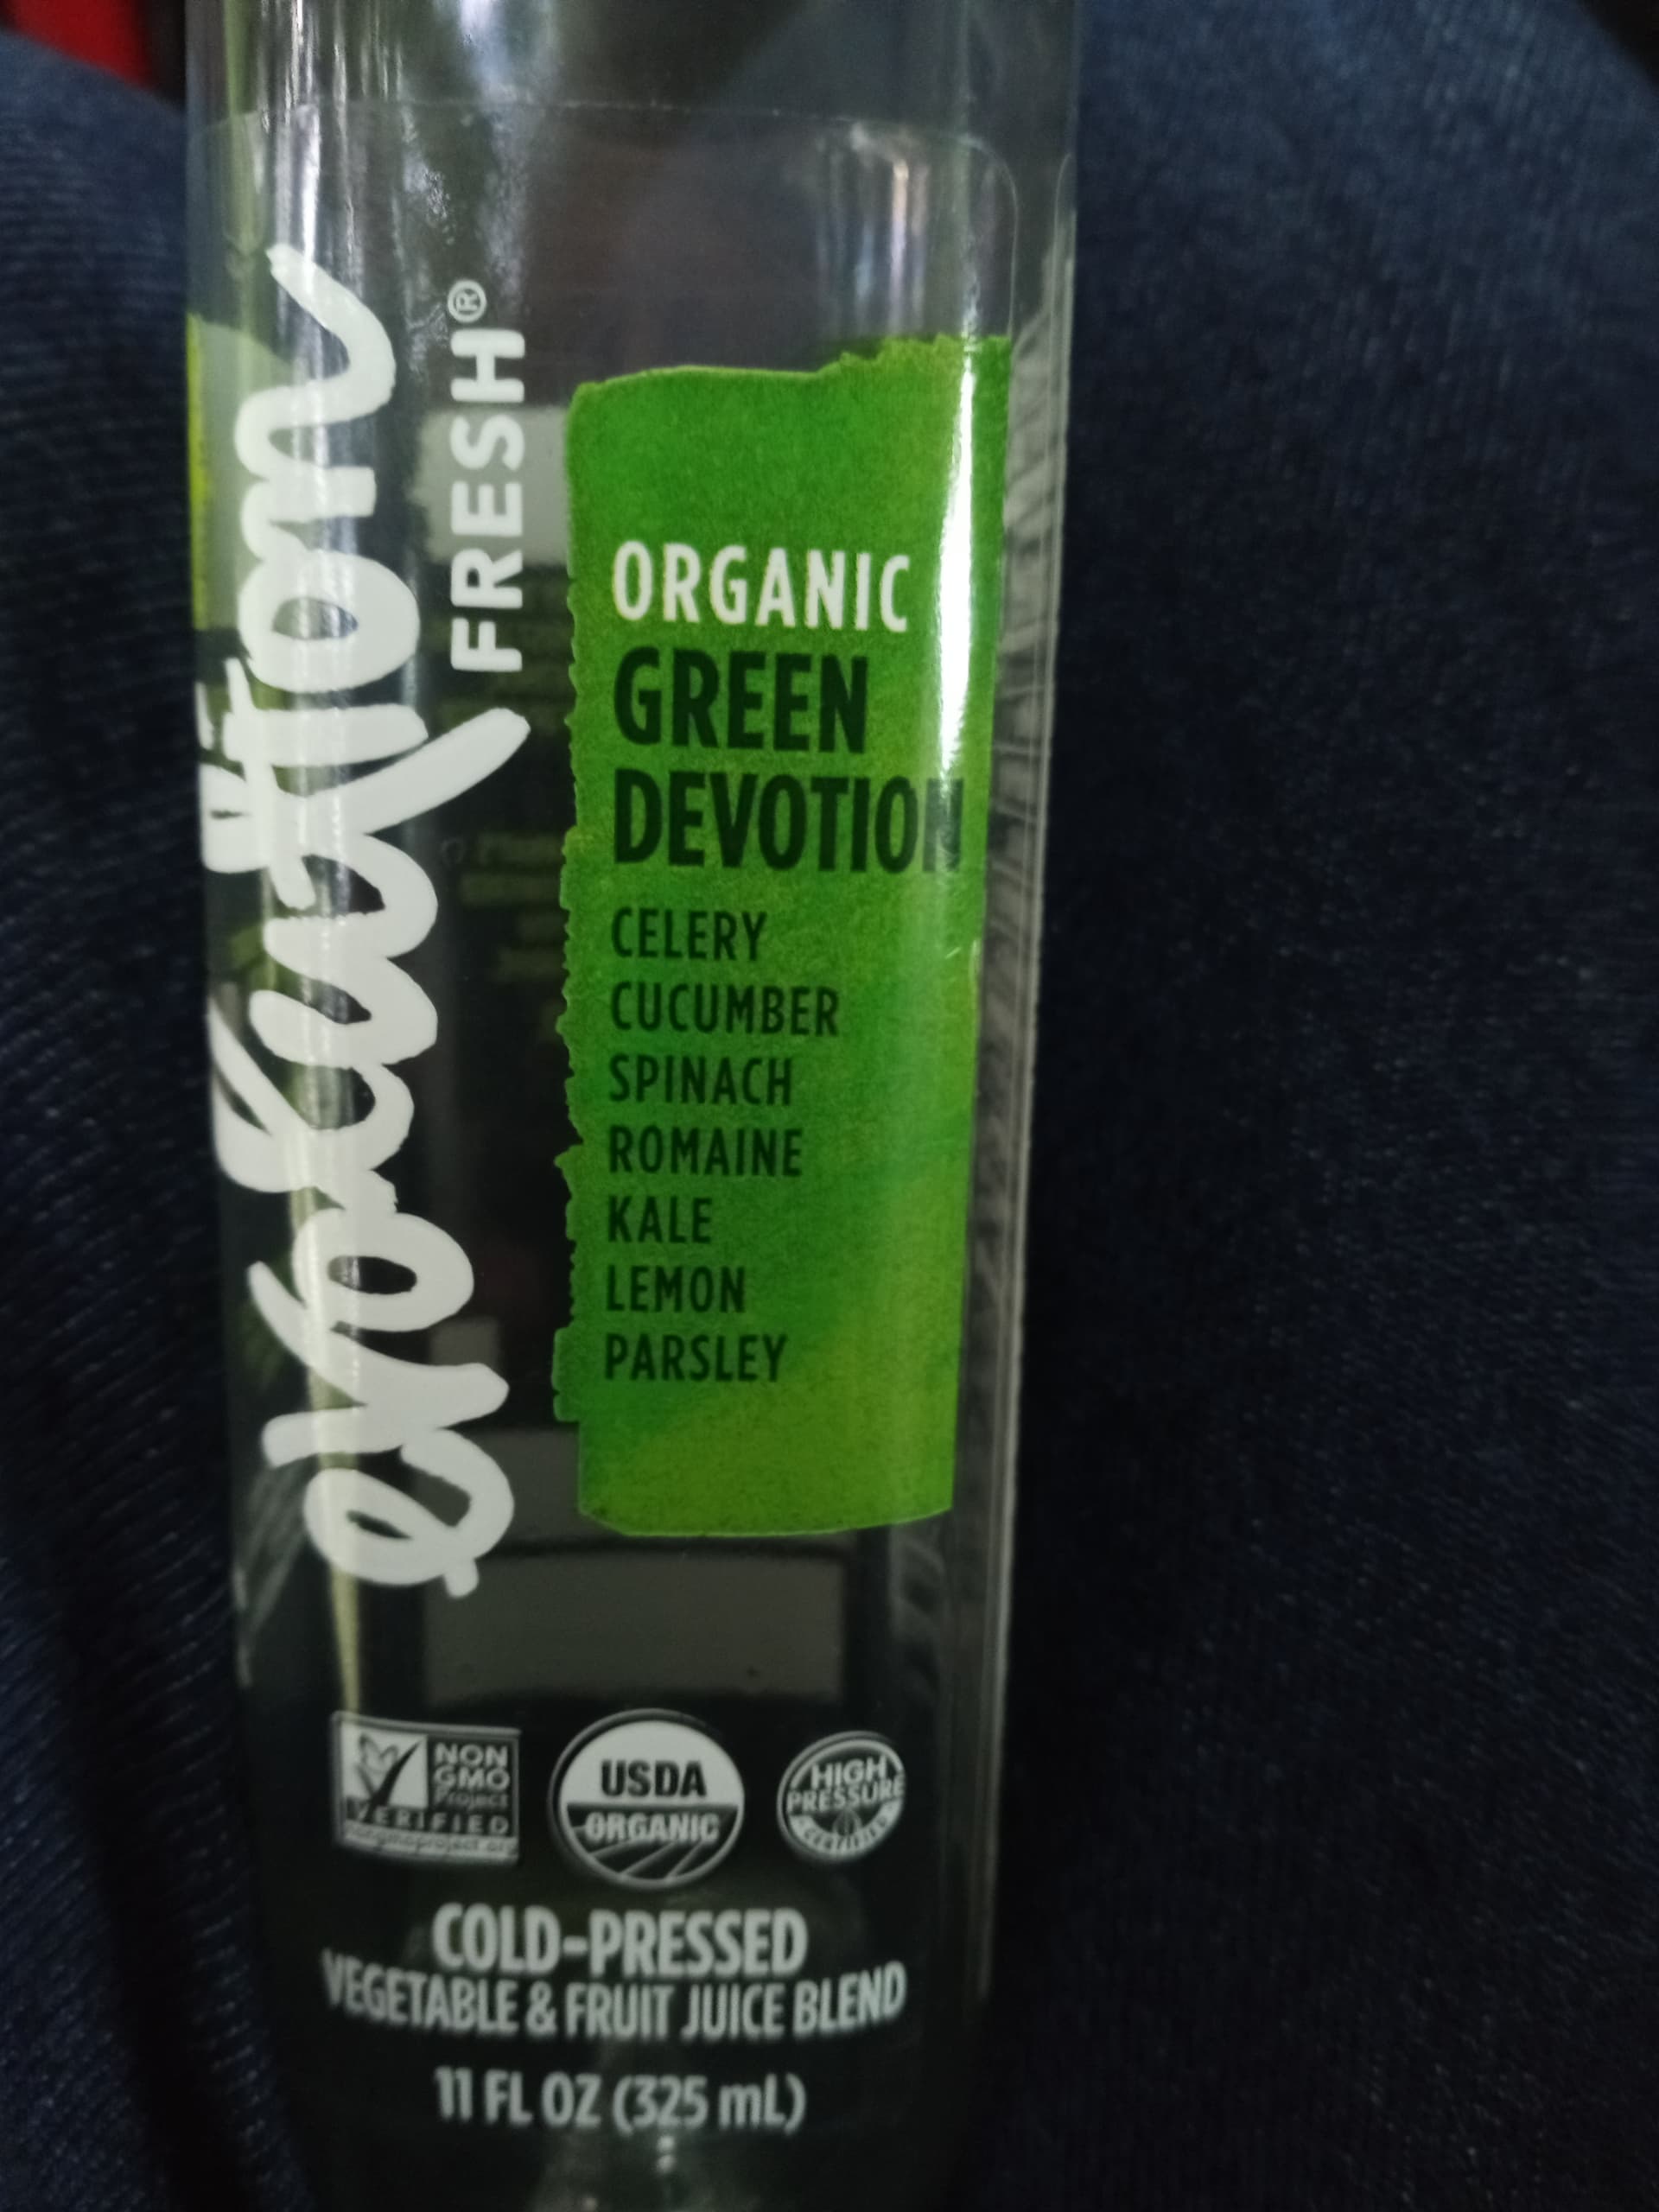 evolution
FRESH®
ORGANIC
GREEN
DEVOTION
CELERY
CUCUMBER
SPINACH
ROMAINE
KALE
LEMON
PARSLEY
NON
GMO
Project
VERIFIED
USDA
ORGANIC
HIGH
PRESSURE
CERTIFIED
COLD-PRESSED
VEGETABLE & FRUIT JUICE BLEND
11 FL OZ (325 mL)